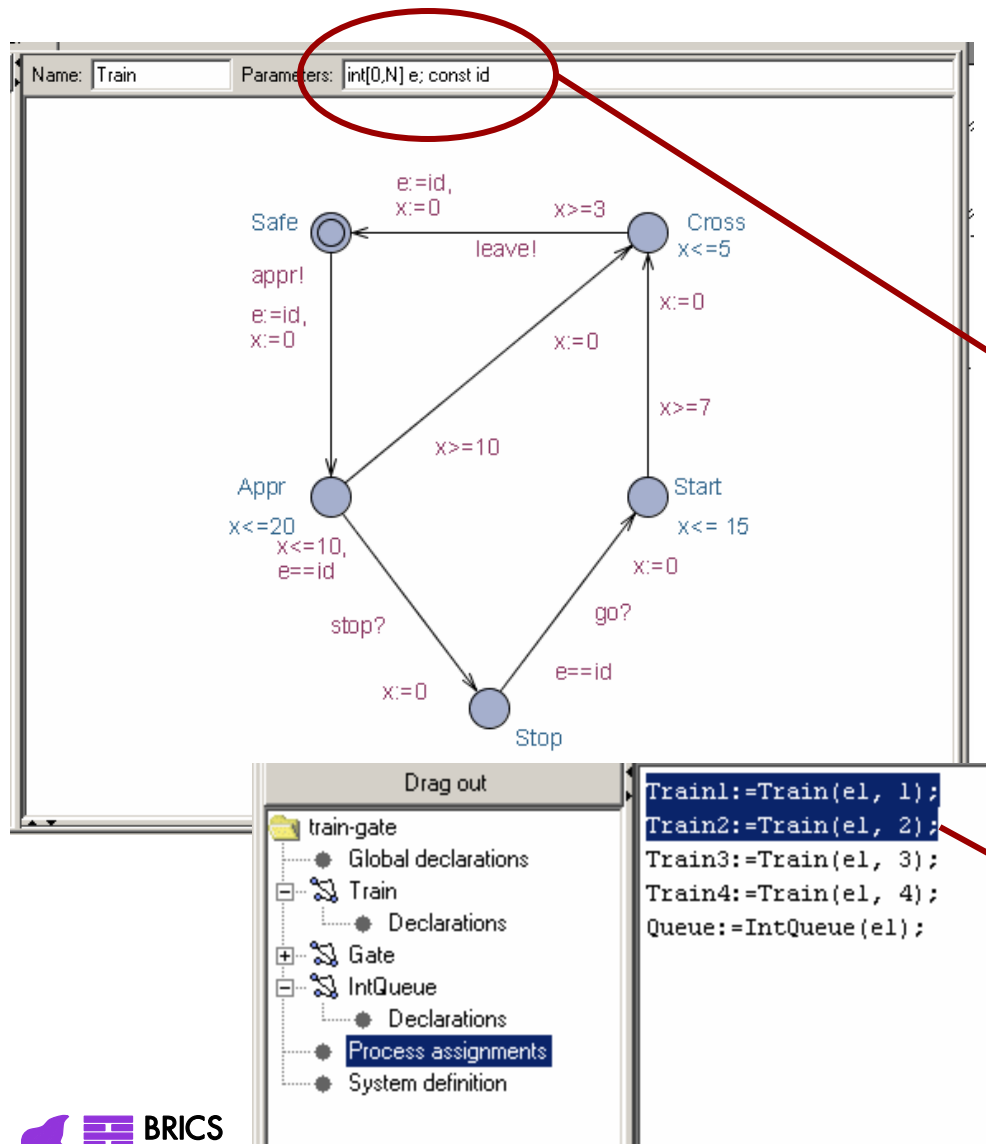 Name: Train Parameters: int[0,N] e; const id
e:=id,
x:=0
x>=3
Safe
Cross
leave!
x<=5
appr!
e:=id,
x:=0
x:=0
x:=0
x>=7
x>=10
Appr
Start
x<=20
x<= 15
x<=10,
e==id
x:=0
stop?
go?
e==id
x:=0
Stop
Drag out
train-gate
Global declarations
Train
Declarations
Gate
IntQueue
Declarations
Process assignments
System definition
Train1:=Train(el, 1);
Train2:=Train(el, 2);
Train3:=Train(el, 3);
Train4:=Train(el, 4);
Queue:=IntQueue(el);
BRICS